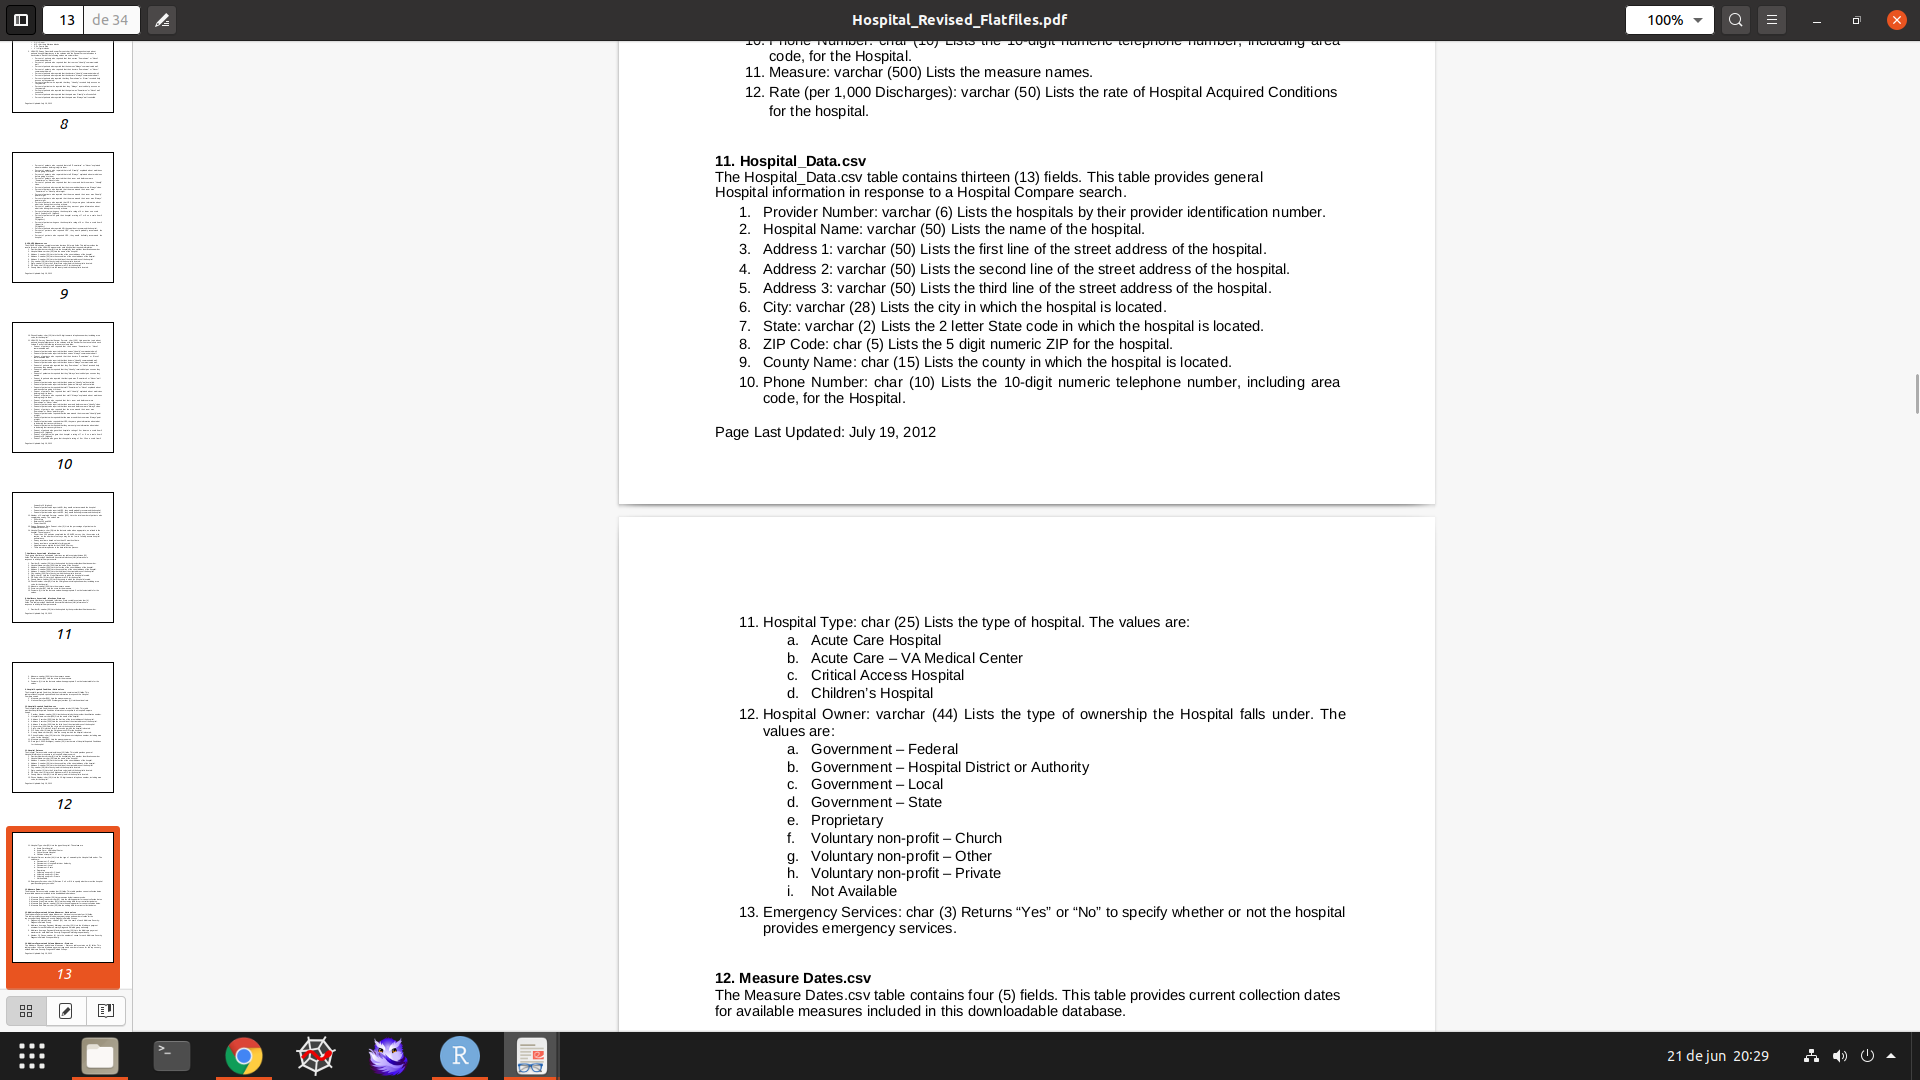 13
de 34
Hospital_Revised_Flatfiles.pdf
100%
8
9
10
11
12
13
10. Phone Number: char (10) Lists the 10-digit numeric telephone number, including area
code, for the Hospital.
11. Measure: varchar (500) Lists the measure names.
12. Rate (per 1,000 Discharges): varchar (50) Lists the rate of Hospital Acquired Conditions
for the hospital.
11. Hospital_Data.csv
The Hospital_Data.csv table contains thirteen (13) fields. This table provides general
Hospital information in response to a Hospital Compare search.
1. Provider Number: varchar (6) Lists the hospitals by their provider identification number.
2. Hospital Name: varchar (50) Lists the name of the hospital.
3. Address 1: varchar (50) Lists the first line of the street address of the hospital.
4. Address 2: varchar (50) Lists the second line of the street address of the hospital.
5. Address 3: varchar (50) Lists the third line of the street address of the hospital.
6. City: varchar (28) Lists the city in which the hospital is located.
7. State: varchar (2) Lists the 2 letter State code in which the hospital is located.
8. ZIP Code: char (5) Lists the 5 digit numeric ZIP for the hospital.
9. County Name: char (15) Lists the county in which the hospital is located.
10. Phone Number: char (10) Lists the 10-digit numeric telephone number, including area
code, for the Hospital.
Page Last Updated: July 19, 2012
11. Hospital Type: char (25) Lists the type of hospital. The values are:
a. Acute Care Hospital
b. Acute Care – VA Medical Center
c. Critical Access Hospital
d. Children's Hospital
12. Hospital Owner: varchar (44) Lists the type of ownership the Hospital falls under. The
values are:
a. Government – Federal
b. Government – Hospital District or Authority
c. Government – Local
d. Government – State
e. Proprietary
f. Voluntary non-profit – Church
g. Voluntary non-profit – Other
h. Voluntary non-profit – Private
i. Not Available
13. Emergency Services: char (3) Returns “Yes” or “No” to specify whether or not the hospital
provides emergency services.
12. Measure Dates.csv
The Measure Dates.csv table contains four (5) fields. This table provides current collection dates
for available measures included in this downloadable database.
21 de jun 20:29